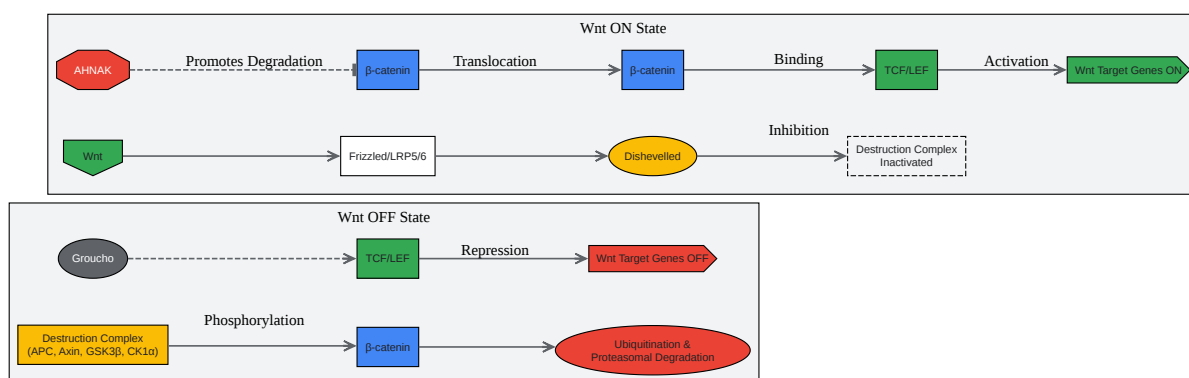 Wnt ON State
AHNAK
Promotes Degradation
β-catenin
Translocation
β-catenin
Binding
TCF/LEF
Activation
Wnt Target Genes ON
Wnt
Frizzled/LRP5/6
Dishevelled
Inhibition
Destruction Complex
Inactivated
Wnt OFF State
Groucho
TCF/LEF
Repression
Wnt Target Genes OFF
Destruction Complex
(APC, Axin, GSK3β, CK1α)
Phosphorylation
β-catenin
Ubiquitination &
Proteasomal Degradation